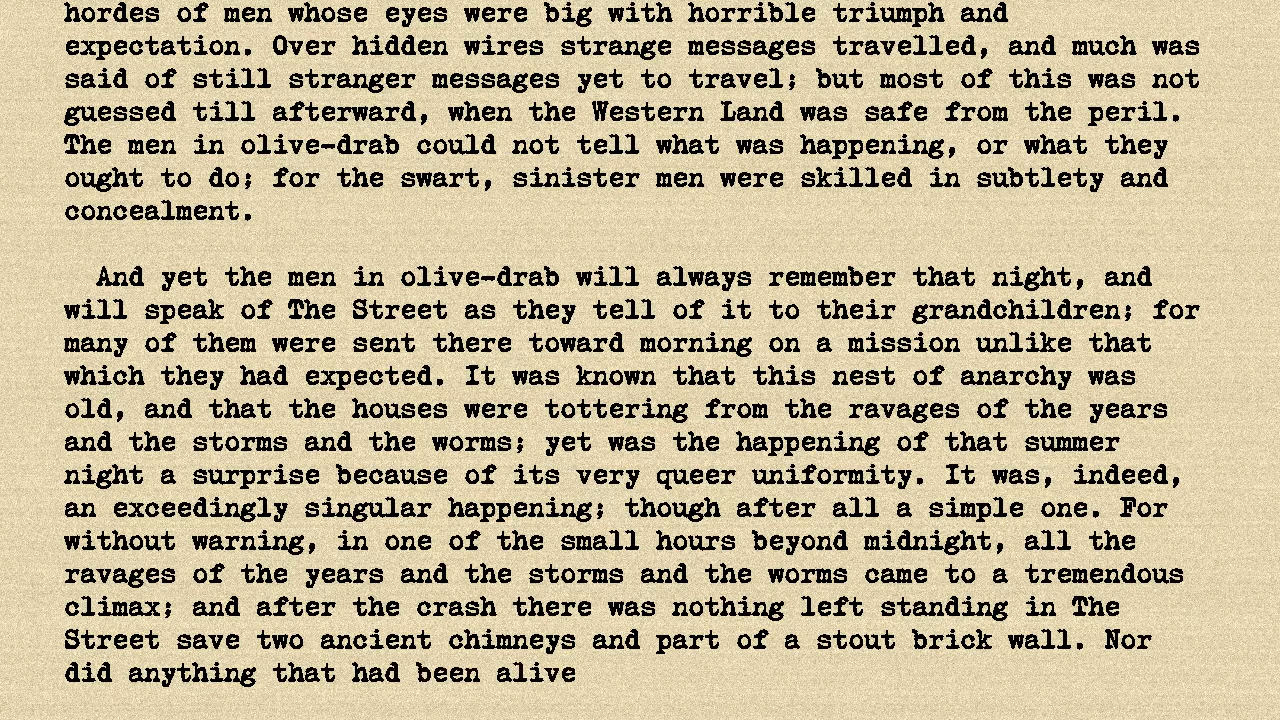 hordes of men whose eyes were big with horrible triumph and
expectation. Over hidden wires strange messages travelled, and much was
said of still stranger messages yet to travel; but most of this was not
guessed till afterward, when the Western Land was safe from the peril.
The men in olive-drab could not tell what was happening, or what they
ought to do; for the swart, sinister men were skilled in subtlety and
concealment.

And yet the men in olive-drab will always remember that night, and
will speak of The Street as they tell of it to their grandchildren; for
many of them were sent there toward morning on a mission unlike that
which they had expected. It was known that this nest of anarchy was
old, and that the houses were tottering from the ravages of the years
and the storms and the worms; yet was the happening of that summer
night a surprise because of its very queer uniformity. It was, indeed,
an exceedingly singular happening; though after all a simple one. For
without warning, in one of the small hours beyond midnight, all the
ravages of the years and the storms and the worms came to a tremendous
climax; and after the crash there was nothing left standing in The
Street save two ancient chimneys and part of a stout brick wall. Nor
did anything that had been alive